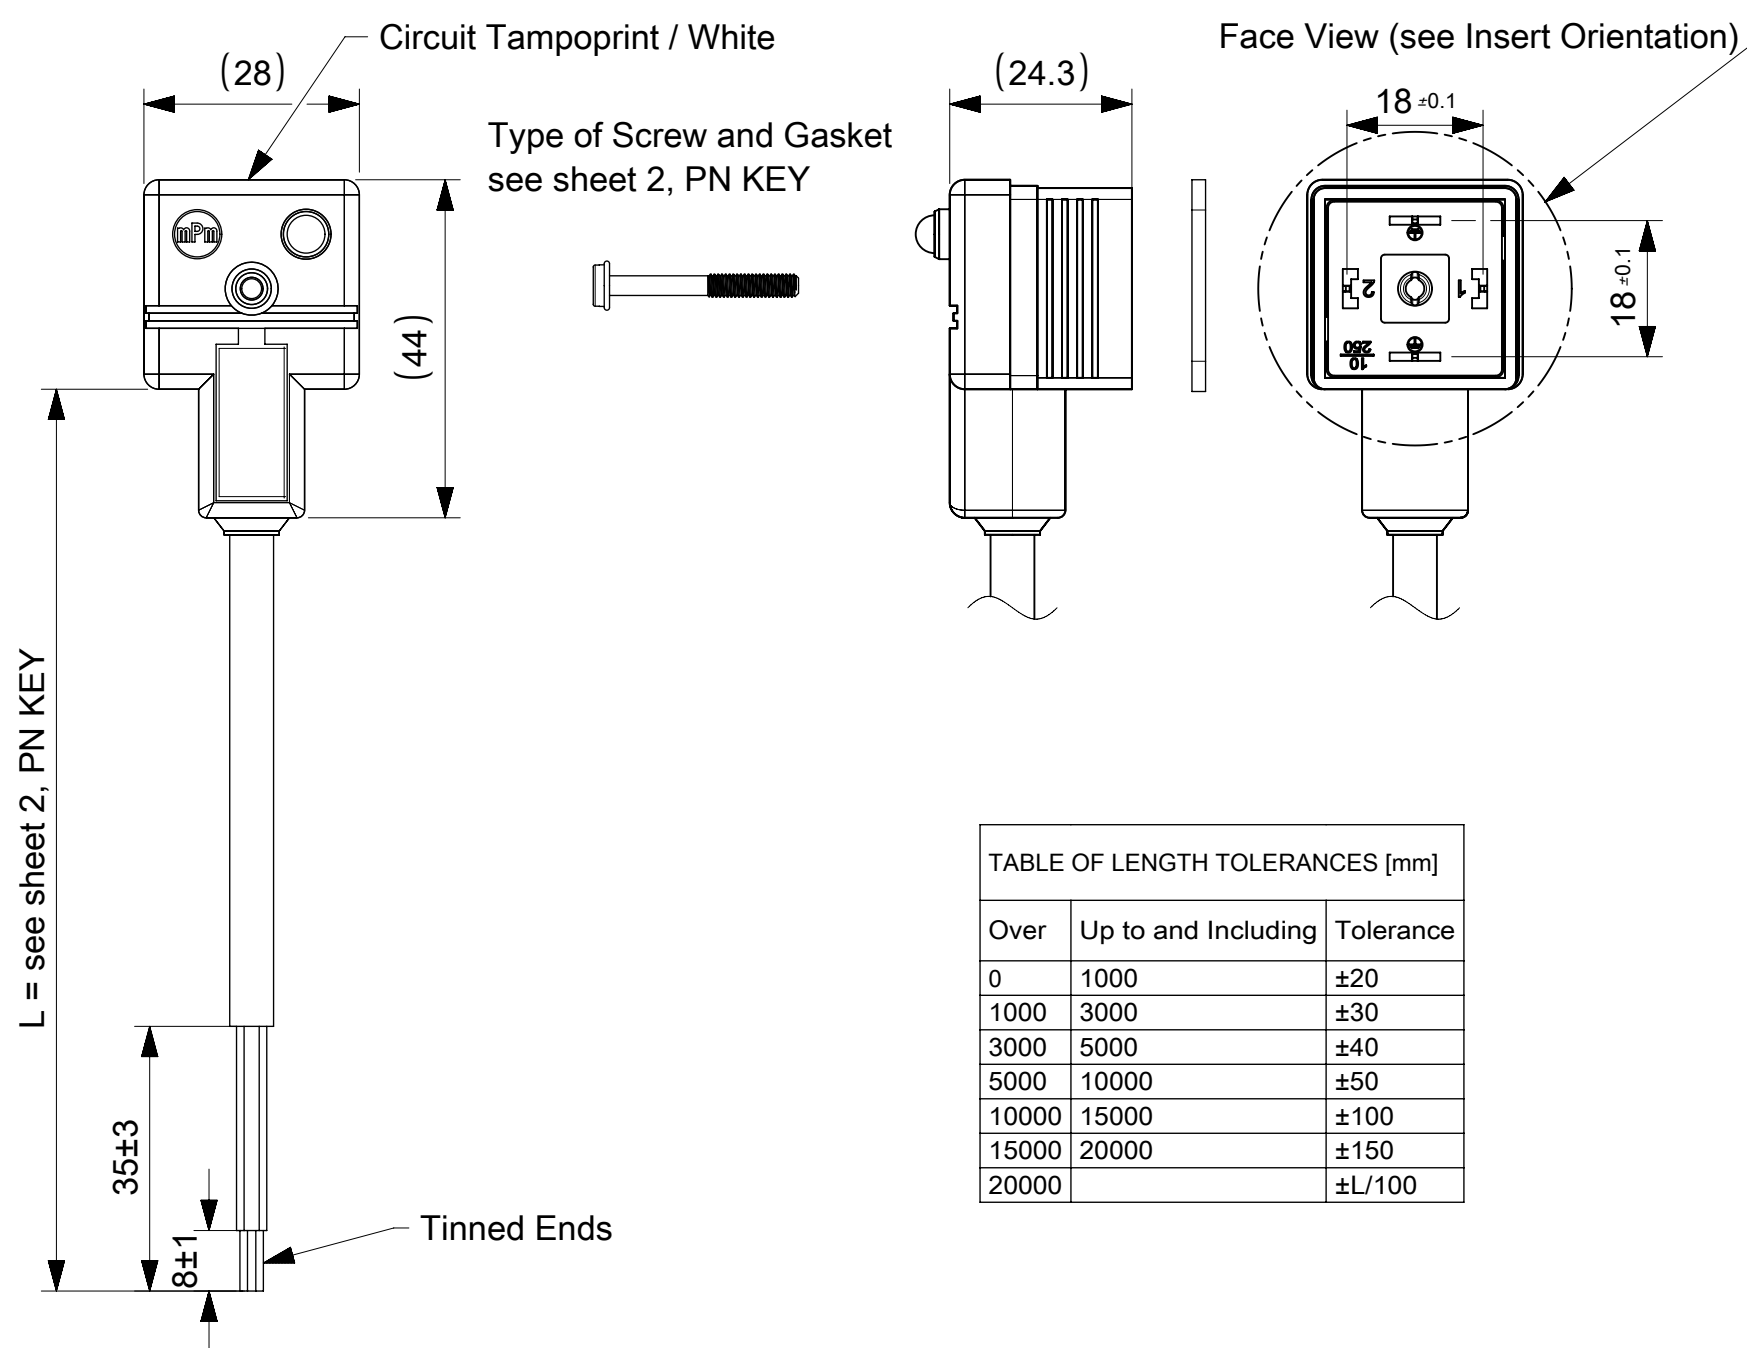 Circuit Tampoprint / White
(28)
Type of Screw and Gasket
see sheet 2, PN KEY
mPm
(44)
L = see sheet 2, PN KEY
35±3
8±1
Tinned Ends
(24.3)
Face View (see Insert Orientation)
18 ±0.1
18 ±0.1
2
1
10
250
TABLE OF LENGTH TOLERANCES [mm]
Over Up to and Including Tolerance
0 1000 ±20
1000 3000 ±30
3000 5000 ±40
5000 10000 ±50
10000 15000 ±100
15000 20000 ±150
20000 ±L/100